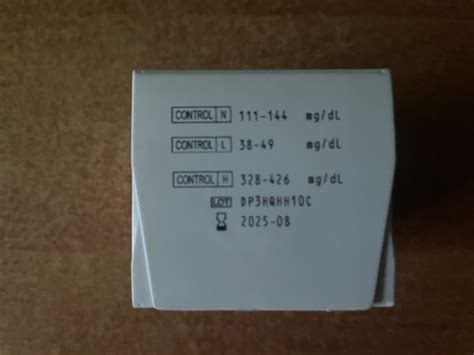 CONTROL N 111-144 mg/dL
CONTROL L 38-49 mg/dL
CONTROL H 328-426 mg/dL
LOT DP3HQHH10C
2025-08